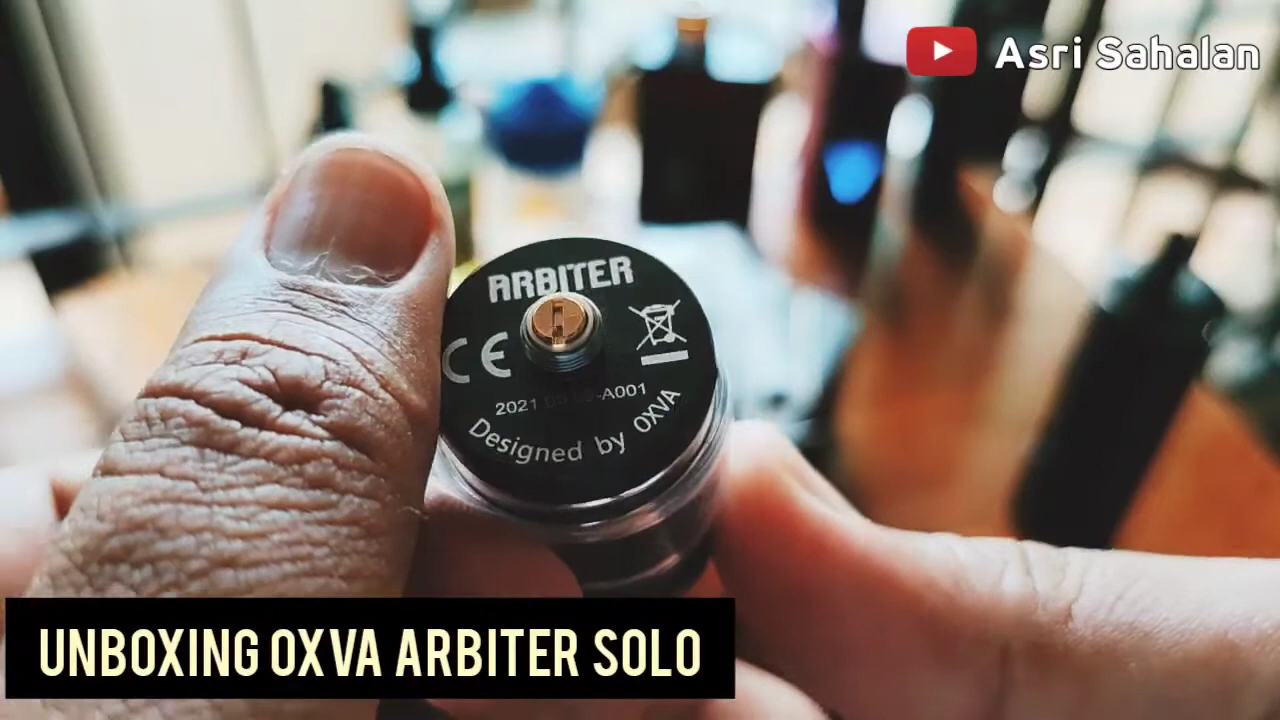 Asri Sahalan
ARBITER
CE
2021
-A001
Designed by OXVA
UNBOXING OXVA ARBITER SOLO